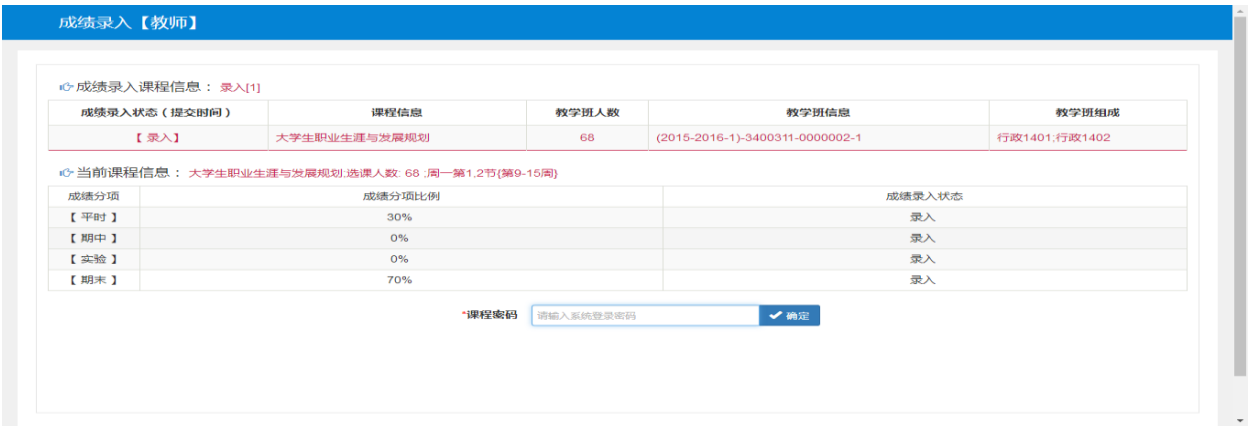 成绩录入【教师】
成绩录入课程信息：录入[1]
成绩录入状态（提交时间） 课程信息 教学班人数 教学班信息 教学班组成
【录入】 大学生职业生涯与发展规划 68 (2015-2016-1)-3400311-0000002-1 行政1401;行政1402
当前课程信息：大学生职业生涯与发展规划;选课人数: 68 ;周一第1,2节{第9-15周}
成绩分项 成绩分项比例 成绩录入状态
【 平时 】 30% 录入
【 期中 】 0% 录入
【 实验 】 0% 录入
【 期末 】 70% 录入
*课程密码 请输入系统登录密码 确定